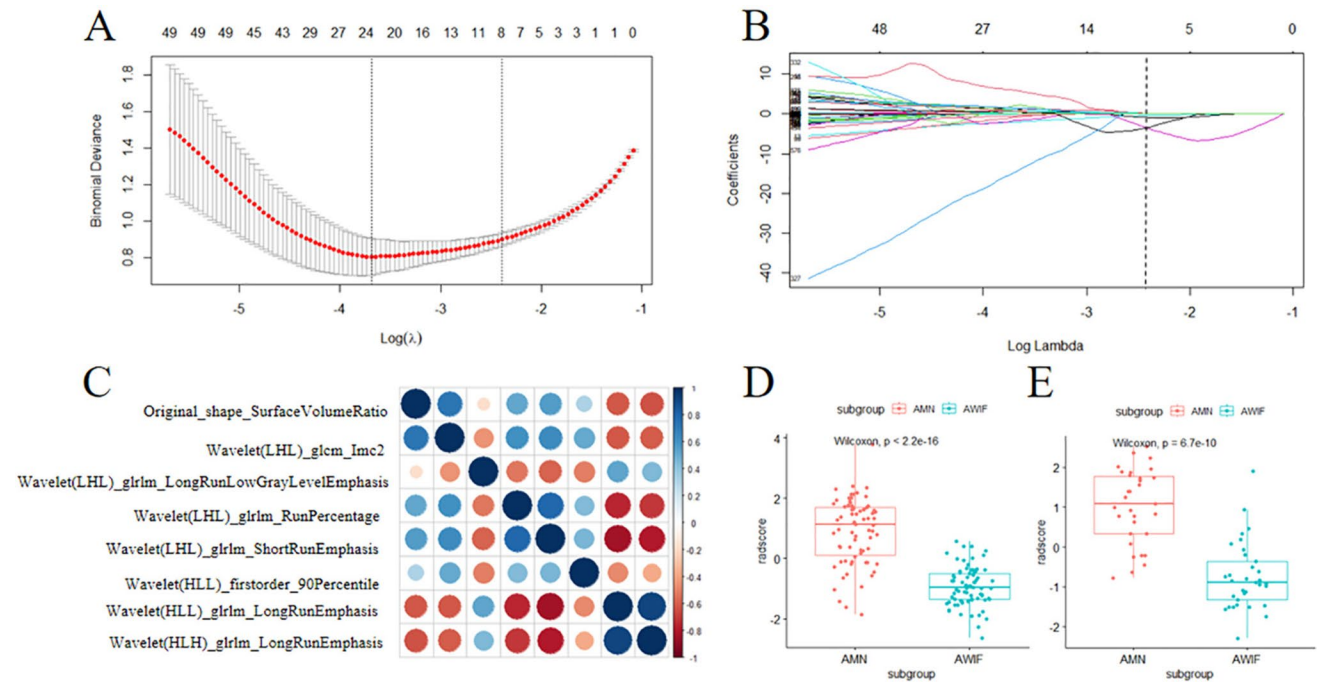 A
49 49 49 45 43 29 27 24 20 16 13 11 8 7 5 3 3 1 1 0
Binomial Deviance
1.8
1.6
1.4
1.2
1.0
0.8
-5 -4 -3 -2 -1
Log(λ)
B
48 27 14 5 0
Coefficients
10
0
-10
-20
-30
-40
-5 -4 -3 -2 -1
Log Lambda
C
Original_shape_SurfaceVolumeRatio
Wavelet(LHL)_glcm_Imc2
Wavelet(LHL)_glrlm_LongRunLowGrayLevelEmphasis
Wavelet(LHL)_glrlm_RunPercentage
Wavelet(LHL)_glrlm_ShortRunEmphasis
Wavelet(HLL)_firstorder_90Percentile
Wavelet(HLL)_glrlm_LongRunEmphasis
Wavelet(HLH)_glrlm_LongRunEmphasis
1
0.8
0.6
0.4
0.2
0
-0.2
-0.4
-0.6
-0.8
-1
D
subgroup AMN AWIF
Wilcoxon, p < 2.2e-16
radscore
4
2
0
-2
AMN AWIF
subgroup
E
subgroup AMN AWIF
Wilcoxon, p = 6.7e-10
radscore
2
1
0
-1
-2
AMN AWIF
subgroup